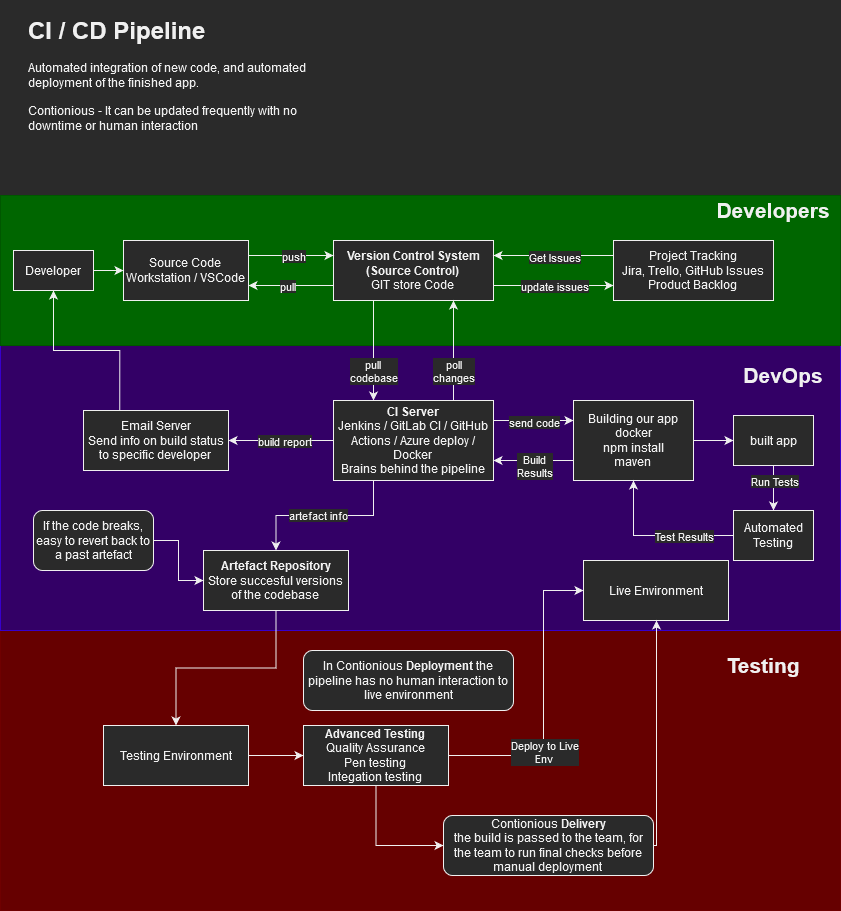 CI / CD Pipeline
Automated integration of new code, and automated
deployment of the finished app.
Contionious - It can be updated frequently with no
downtime or human interaction
Developers
Developer
Source Code
Workstation / VSCode
push
pull
Version Control System
(Source Control)
GIT store Code
Get Issues
update issues
Project Tracking
Jira, Trello, GitHub Issues
Product Backlog
DevOps
pull
codebase
poll
changes
Email Server
Send info on build status
to specific developer
build report
CI Server
Jenkins / GitLab CI / GitHub
Actions / Azure deploy /
Docker
Brains behind the pipeline
send code
Build
Results
Building our app
docker
npm install
maven
built app
Run Tests
Automated
Testing
Test Results
artefact info
If the code breaks,
easy to revert back to
a past artefact
Artefact Repository
Store succesful versions
of the codebase
Live Environment
Testing
In Contionious Deployment the
pipeline has no human interaction to
live environment
Testing Environment
Advanced Testing
Quality Assurance
Pen testing
Integation testing
Deploy to Live
Env
Contionious Delivery
the build is passed to the team, for
the team to run final checks before
manual deployment